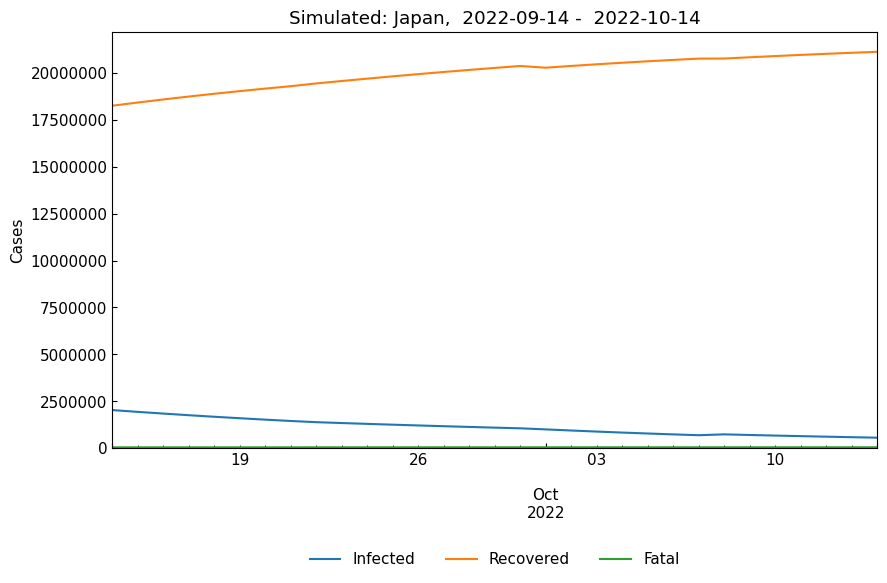 Simulated: Japan,  2022-09-14 -  2022-10-14
Cases
20000000
17500000
15000000
12500000
10000000
7500000
5000000
2500000
0
19 26 03 10
Oct
2022
Infected Recovered Fatal